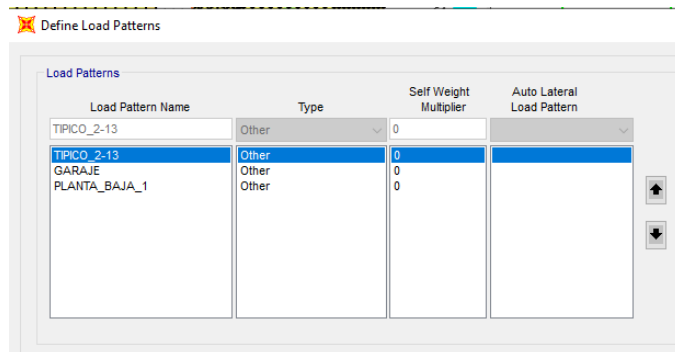 Define Load Patterns
Load Patterns
Load Pattern Name Type Self Weight Multiplier Auto Lateral Load Pattern
TIPICO_2-13 Other 0
TIPICO_2-13 Other 0
GARAJE Other 0
PLANTA_BAJA_1 Other 0